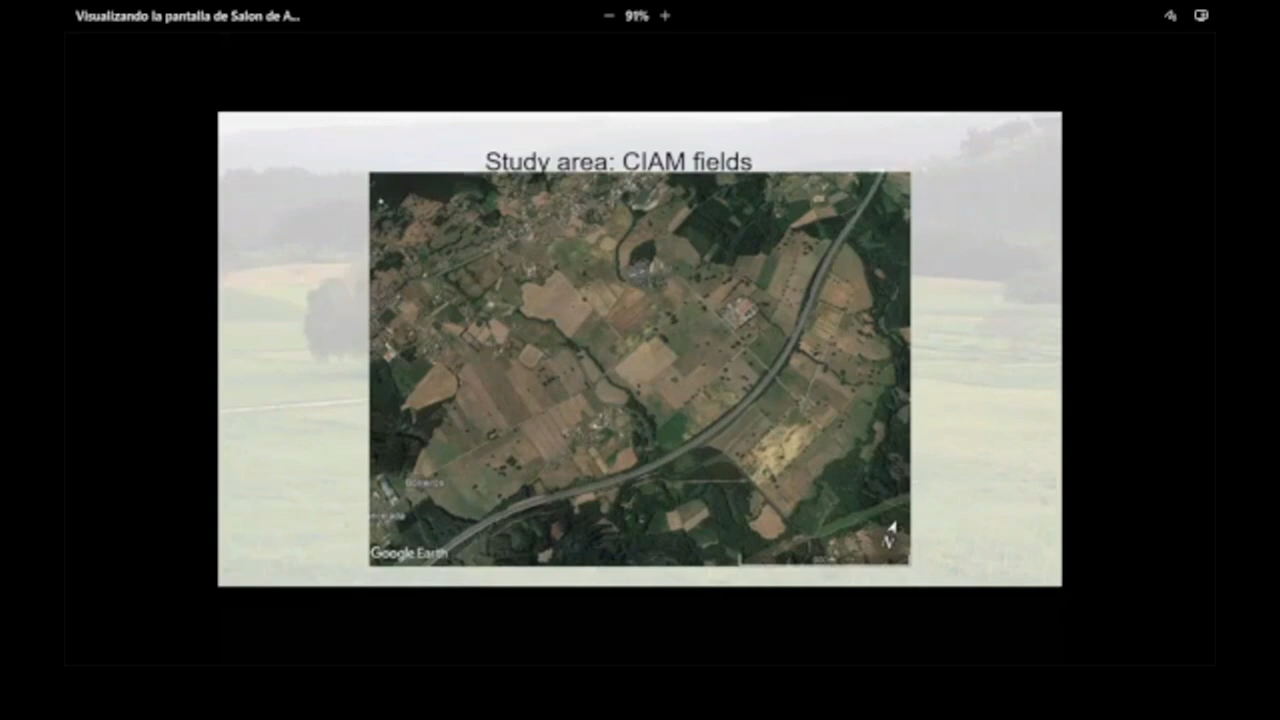 Visualizando la pantalla de Salon de A...
91%
Study area: CIAM fields
N
Google Earth